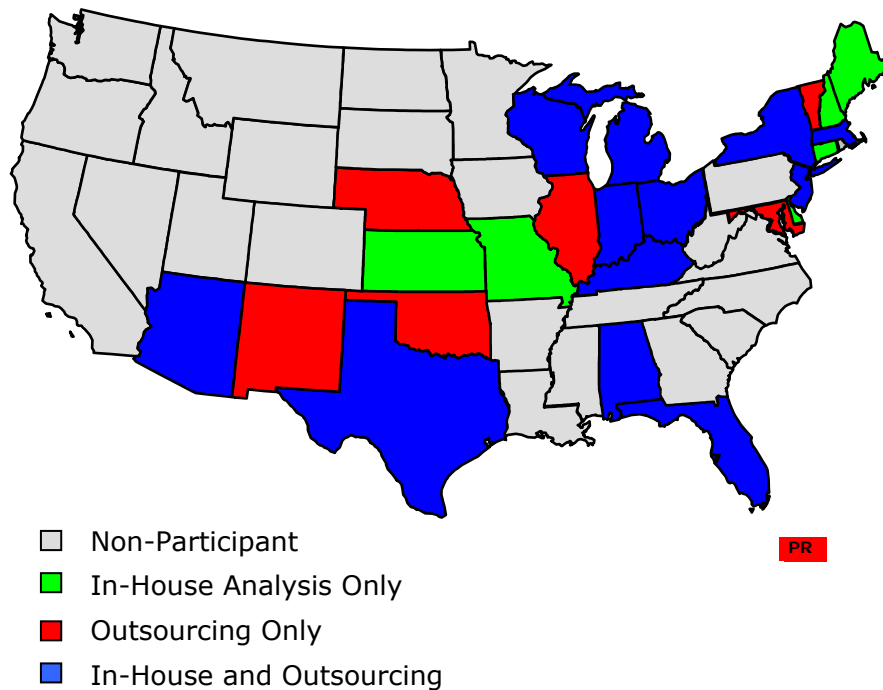 PR
Non-Participant
In-House Analysis Only
Outsourcing Only
In-House and Outsourcing